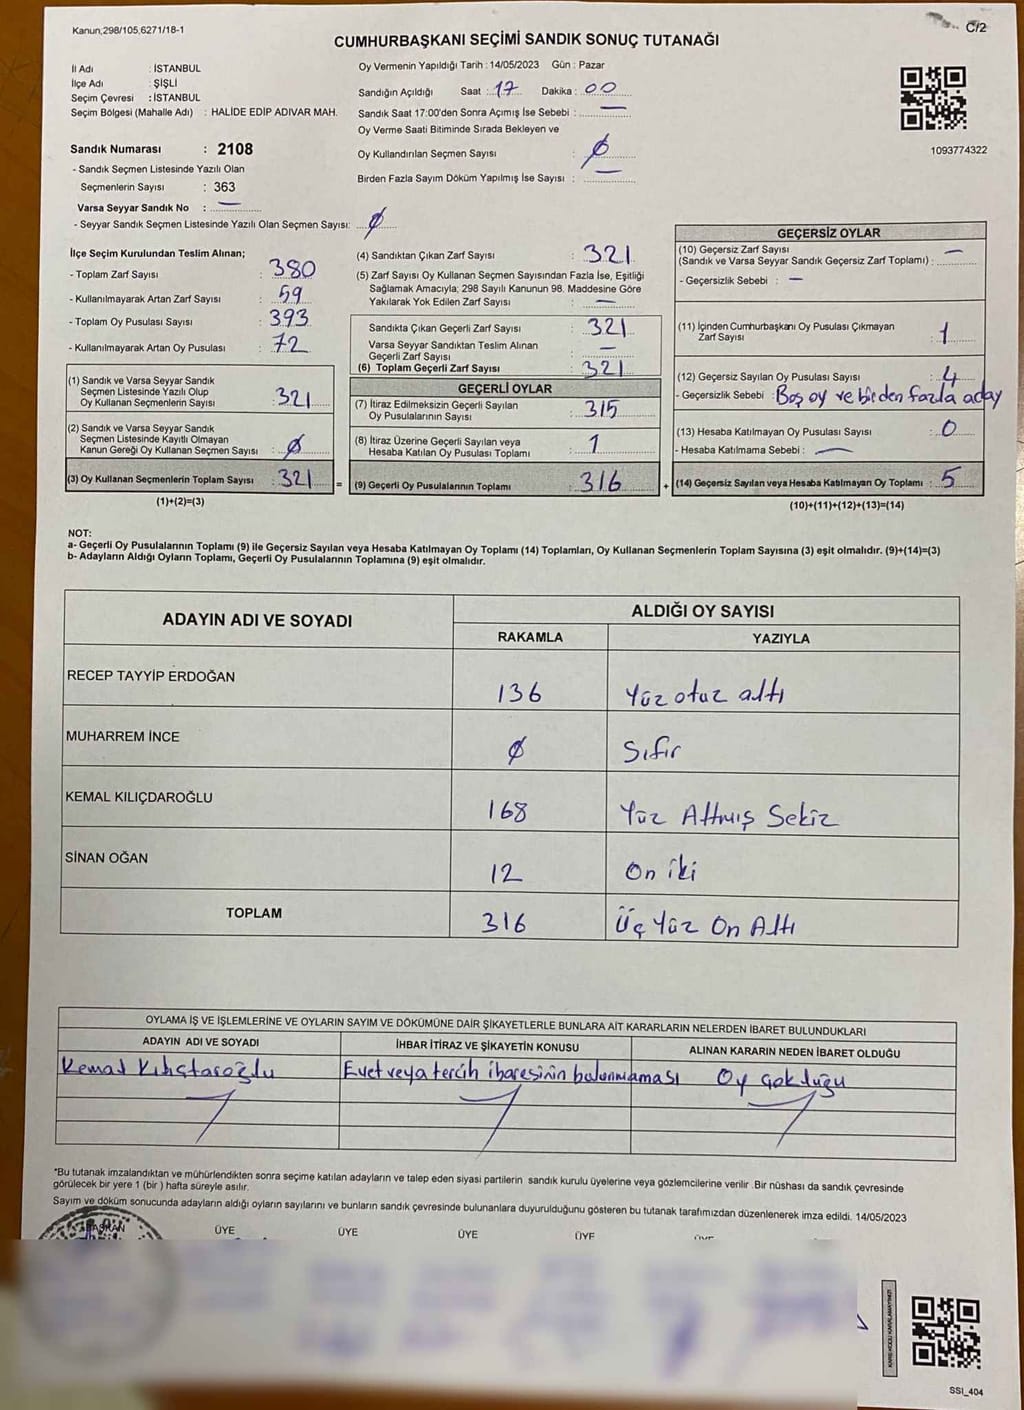 Kanun;298/105,6271/18-1
C/2
CUMHURBAŞKANI SEÇİMİ SANDIK SONUÇ TUTANAĞI
İl Adı : İSTANBUL
İlçe Adı : ŞİŞLİ
Seçim Çevresi : İSTANBUL
Seçim Bölgesi (Mahalle Adı) : HALİDE EDİP ADIVAR MAH.
Sandık Numarası : 2108
- Sandık Seçmen Listesinde Yazılı Olan
Seçmenlerin Sayısı : 363
Varsa Seyyar Sandık No : —
- Seyyar Sandık Seçmen Listesinde Yazılı Olan Seçmen Sayısı: Ø
Oy Vermenin Yapıldığı Tarih : 14/05/2023 Gün : Pazar
Sandığın Açıldığı Saat : 17 Dakika : 00
Sandık Saat 17:00'den Sonra Açımış İse Sebebi : —
Oy Verme Saati Bitiminde Sırada Bekleyen ve
Oy Kullandırılan Seçmen Sayısı : Ø
Birden Fazla Sayım Döküm Yapılmış İse Sayısı : —
1093774322
İlçe Seçim Kurulundan Teslim Alınan;
- Toplam Zarf Sayısı : 380
- Kullanılmayarak Artan Zarf Sayısı : 59
- Toplam Oy Pusulası Sayısı : 393
- Kullanılmayarak Artan Oy Pusulası : 72
(1) Sandık ve Varsa Seyyar Sandık
Seçmen Listesinde Yazılı Olup
Oy Kullanan Seçmenlerin Sayısı : 321
(2) Sandık ve Varsa Seyyar Sandık
Seçmen Listesinde Kayıtlı Olmayan
Kanun Gereği Oy Kullanan Seçmen Sayısı : Ø
(3) Oy Kullanan Seçmenlerin Toplam Sayısı : 321
(1)+(2)=(3)
(4) Sandıktan Çıkan Zarf Sayısı : 321
(5) Zarf Sayısı Oy Kullanan Seçmen Sayısından Fazla İse, Eşitliği
Sağlamak Amacıyla; 298 Sayılı Kanunun 98. Maddesine Göre
Yakılarak Yok Edilen Zarf Sayısı : —
Sandıkta Çıkan Geçerli Zarf Sayısı : 321
Varsa Seyyar Sandıktan Teslim Alınan
Geçerli Zarf Sayısı : —
(6) Toplam Geçerli Zarf Sayısı : 321
GEÇERLİ OYLAR
(7) İtiraz Edilmeksizin Geçerli Sayılan
Oy Pusulalarının Sayısı : 315
(8) İtiraz Üzerine Geçerli Sayılan veya
Hesaba Katılan Oy Pusulası Toplamı : 1
= (9) Geçerli Oy Pusulalarının Toplamı : 316 +
GEÇERSİZ OYLAR
(10) Geçersiz Zarf Sayısı
(Sandık ve Varsa Seyyar Sandık Geçersiz Zarf Toplamı) : —
- Geçersizlik Sebebi : —
(11) İçinden Cumhurbaşkanı Oy Pusulası Çıkmayan
Zarf Sayısı : 1
(12) Geçersiz Sayılan Oy Pusulası Sayısı : 4
- Geçersizlik Sebebi : Boş oy ve birden fazla aday
(13) Hesaba Katılmayan Oy Pusulası Sayısı : 0
- Hesaba Katılmama Sebebi : —
(14) Geçersiz Sayılan veya Hesaba Katılmayan Oy Toplamı : 5
(10)+(11)+(12)+(13)=(14)
NOT:
a- Geçerli Oy Pusulalarının Toplamı (9) ile Geçersiz Sayılan veya Hesaba Katılmayan Oy Toplamı (14) Toplamları, Oy Kullanan Seçmenlerin Toplam Sayısına (3) eşit olmalıdır. (9)+(14)=(3)
b- Adayların Aldığı Oyların Toplamı, Geçerli Oy Pusulalarının Toplamına (9) eşit olmalıdır.
ADAYIN ADI VE SOYADI ALDIĞI OY SAYISI
RAKAMLA YAZIYLA
RECEP TAYYİP ERDOĞAN 136 Yüz otuz altı
MUHARREM İNCE Ø Sıfır
KEMAL KILIÇDAROĞLU 168 Yüz Altmış Sekiz
SİNAN OĞAN 12 On iki
TOPLAM 316 Üç Yüz On Altı
OYLAMA İŞ VE İŞLEMLERİNE VE OYLARIN SAYIM VE DÖKÜMÜNE DAİR ŞİKAYETLERLE BUNLARA AİT KARARLARIN NELERDEN İBARET BULUNDUKLARI
ADAYIN ADI VE SOYADI İHBAR İTİRAZ VE ŞİKAYETİN KONUSU ALINAN KARARIN NEDEN İBARET OLDUĞU
Kemal Kılıçdaroğlu Evet veya tercih ibaresinin bulunmaması Oy çokluğu
*Bu tutanak imzalandıktan ve mühürlendikten sonra seçime katılan adayların ve talep eden siyasi partilerin sandık kurulu üyelerine veya gözlemcilerine verilir .Bir nüshası da sandık çevresinde
görülecek bir yere 1 (bir ) hafta süreyle asılır.
Sayım ve döküm sonucunda adayların aldığı oyların sayılarını ve bunların sandık çevresinde bulunanlara duyurulduğunu gösteren bu tutanak tarafımızdan düzenlenerek imza edildi. 14/05/2023
BAŞKAN ÜYE ÜYE ÜYE ÜYE ÜYE
KARE KODU KARALAMAYINIZ!
SSI_404